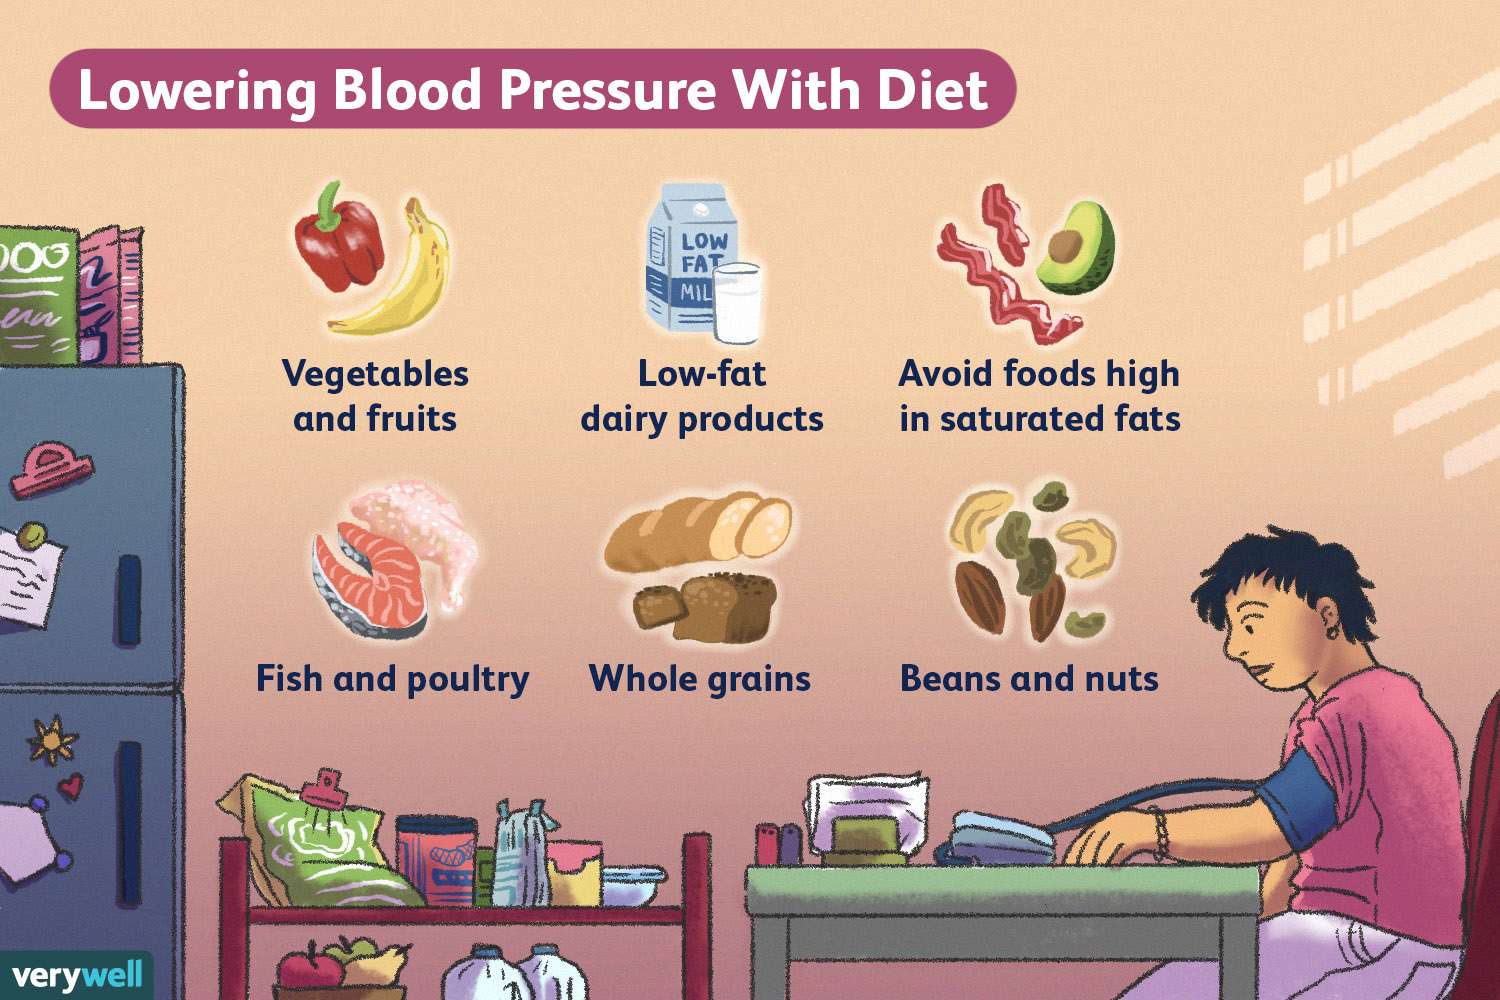 Lowering Blood Pressure With Diet
LOW
FAT
MIL
Vegetables
and fruits
Low-fat
dairy products
Avoid foods high
in saturated fats
Fish and poultry
Whole grains
Beans and nuts
verywell